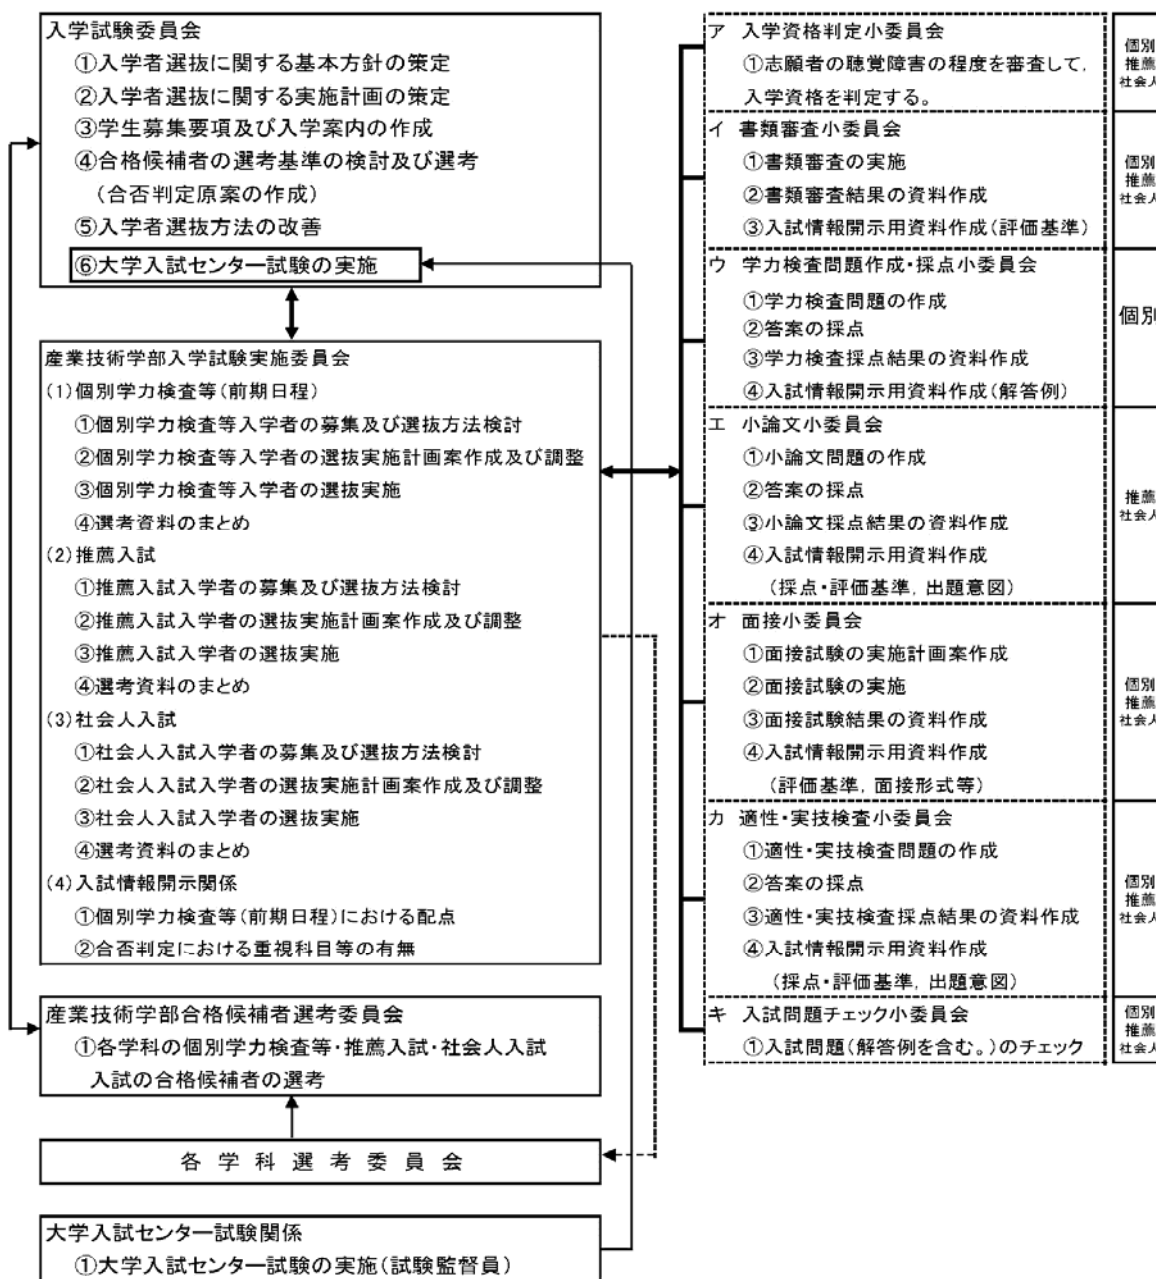 入学試験委員会
①入学者選抜に関する基本方針の策定
②入学者選抜に関する実施計画の策定
③学生募集要項及び入学案内の作成
④合格候補者の選考基準の検討及び選考
(合否判定原案の作成)
⑤入学者選抜方法の改善
⑥大学入試センター試験の実施
産業技術学部入学試験実施委員会
(1)個別学力検査等(前期日程)
①個別学力検査等入学者の募集及び選抜方法検討
②個別学力検査等入学者の選抜実施計画案作成及び調整
③個別学力検査等入学者の選抜実施
④選考資料のまとめ
(2)推薦入試
①推薦入試入学者の募集及び選抜方法検討
②推薦入試入学者の選抜実施計画案作成及び調整
③推薦入試入学者の選抜実施
④選考資料のまとめ
(3)社会人入試
①社会人入試入学者の募集及び選抜方法検討
②社会人入試入学者の選抜実施計画案作成及び調整
③社会人入試入学者の選抜実施
④選考資料のまとめ
(4)入試情報開示関係
①個別学力検査等(前期日程)における配点
②合否判定における重視科目等の有無
産業技術学部合格候補者選考委員会
①各学科の個別学力検査等・推薦入試・社会人入試
入試の合格候補者の選考
各学科選考委員会
大学入試センター試験関係
①大学入試センター試験の実施(試験監督員)
ア 入学資格判定小委員会
①志願者の聴覚障害の程度を審査して,
入学資格を判定する。
個別
推薦
社会人
イ 書類審査小委員会
①書類審査の実施
②書類審査結果の資料作成
③入試情報開示用資料作成(評価基準)
個別
推薦
社会人
ウ 学力検査問題作成・採点小委員会
①学力検査問題の作成
②答案の採点
③学力検査採点結果の資料作成
④入試情報開示用資料作成(解答例)
個別
エ 小論文小委員会
①小論文問題の作成
②答案の採点
③小論文採点結果の資料作成
④入試情報開示用資料作成
(採点・評価基準, 出題意図)
推薦
社会人
オ 面接小委員会
①面接試験の実施計画案作成
②面接試験の実施
③面接試験結果の資料作成
④入試情報開示用資料作成
(評価基準, 面接形式等)
個別
推薦
社会人
カ 適性・実技検査小委員会
①適性・実技検査問題の作成
②答案の採点
③適性・実技検査採点結果の資料作成
④入試情報開示用資料作成
(採点・評価基準, 出題意図)
個別
推薦
社会人
キ 入試問題チェック小委員会
①入試問題(解答例を含む。)のチェック
個別
推薦
社会人